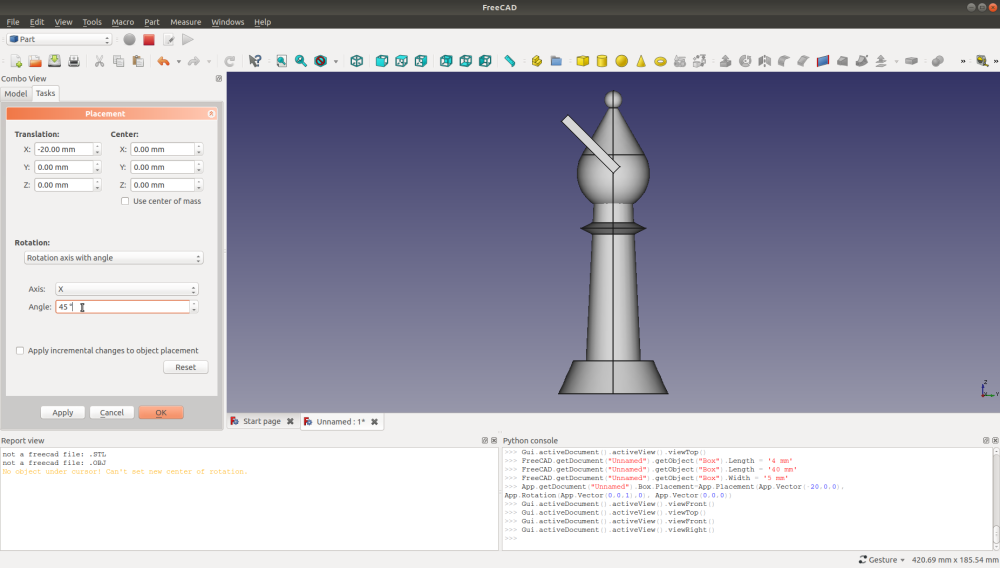 FreeCAD
File Edit View Tools Macro Part Measure Windows Help
Part
Combo View
Model Tasks
Placement
Translation: Center:
X: -20.00 mm X: 0.00 mm
Y: 0.00 mm Y: 0.00 mm
Z: 0.00 mm Z: 0.00 mm
Use center of mass
Rotation:
Rotation axis with angle
Axis: X
Angle: 45 °
Apply incremental changes to object placement
Reset
Apply Cancel OK
Z
Y
Start page Unnamed : 1*
Report view
not a freecad file: .STL
not a freecad file: .OBJ
No object under cursor! Can't set new center of rotation.
Python console
>>> Gui.activeDocument().activeView().viewTop()
>>> FreeCAD.getDocument("Unnamed").getObject("Box").Length = '4 mm'
>>> FreeCAD.getDocument("Unnamed").getObject("Box").Length = '40 mm'
>>> FreeCAD.getDocument("Unnamed").getObject("Box").Width = '5 mm'
>>> App.getDocument("Unnamed").Box.Placement=App.Placement(App.Vector(-20,0,0),
App.Rotation(App.Vector(0,0,1),0), App.Vector(0,0,0))
>>> Gui.activeDocument().activeView().viewFront()
>>> Gui.activeDocument().activeView().viewTop()
>>> Gui.activeDocument().activeView().viewFront()
>>> Gui.activeDocument().activeView().viewRight()
>>>
Gesture 420.69 mm x 185.54 mm